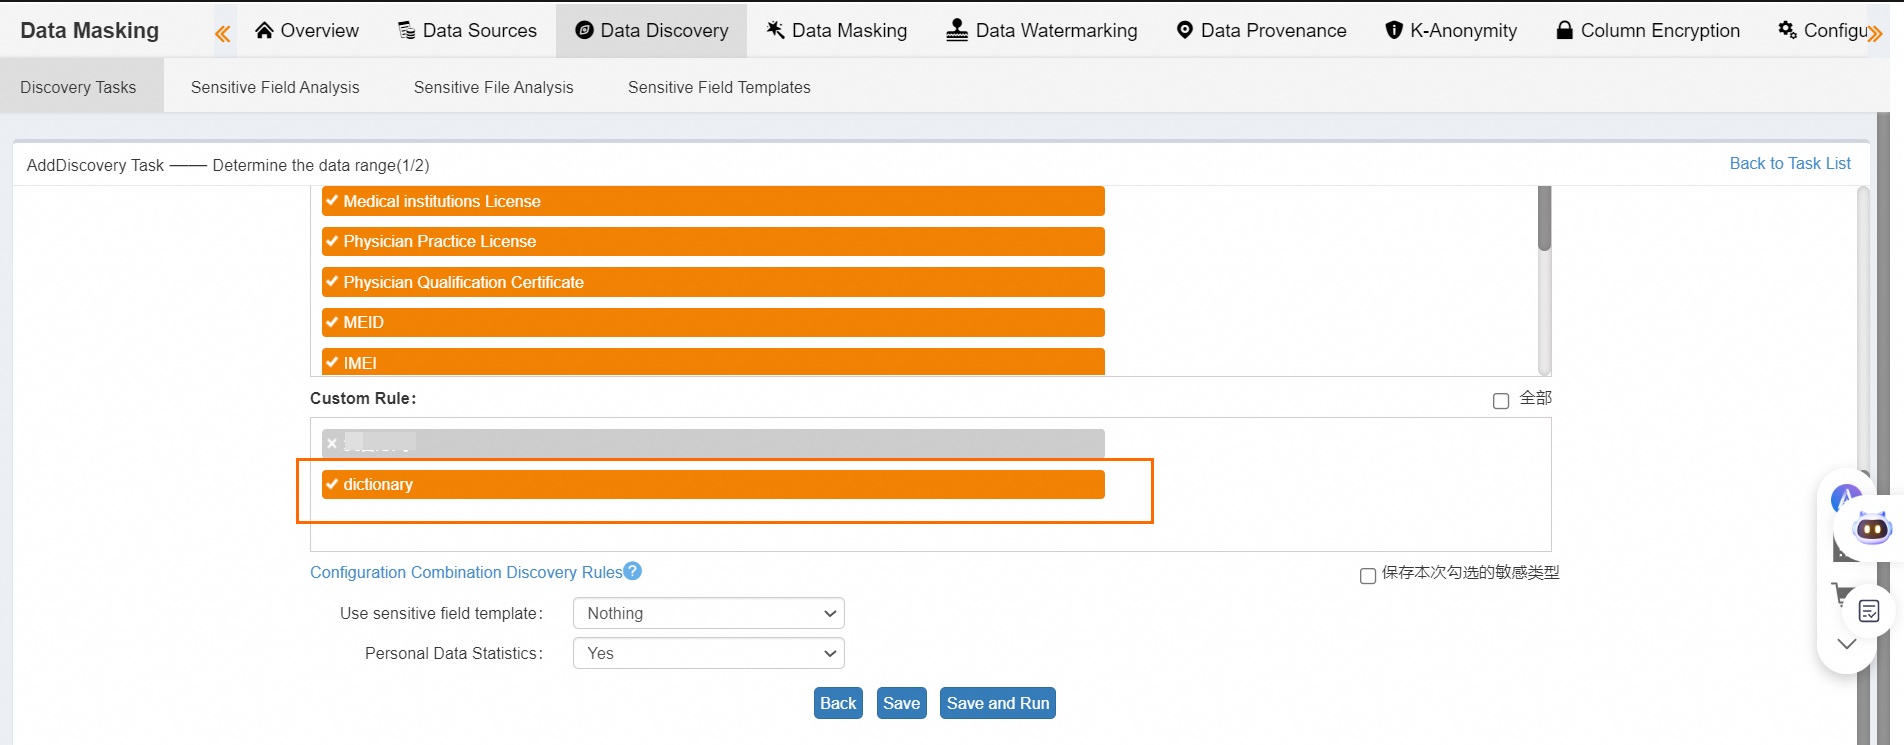 Data Masking
Overview
Data Sources
Data Discovery
Data Masking
Data Watermarking
Data Provenance
K-Anonymity
Column Encryption
Configu
Discovery Tasks
Sensitive Field Analysis
Sensitive File Analysis
Sensitive Field Templates
AddDiscovery Task —— Determine the data range(1/2)
Back to Task List
Medical institutions License
Physician Practice License
Physician Qualification Certificate
MEID
IMEI
Custom Rule:
全部
dictionary
Configuration Combination Discovery Rules
保存本次勾选的敏感类型
Use sensitive field template:
Nothing
Personal Data Statistics:
Yes
Back
Save
Save and Run